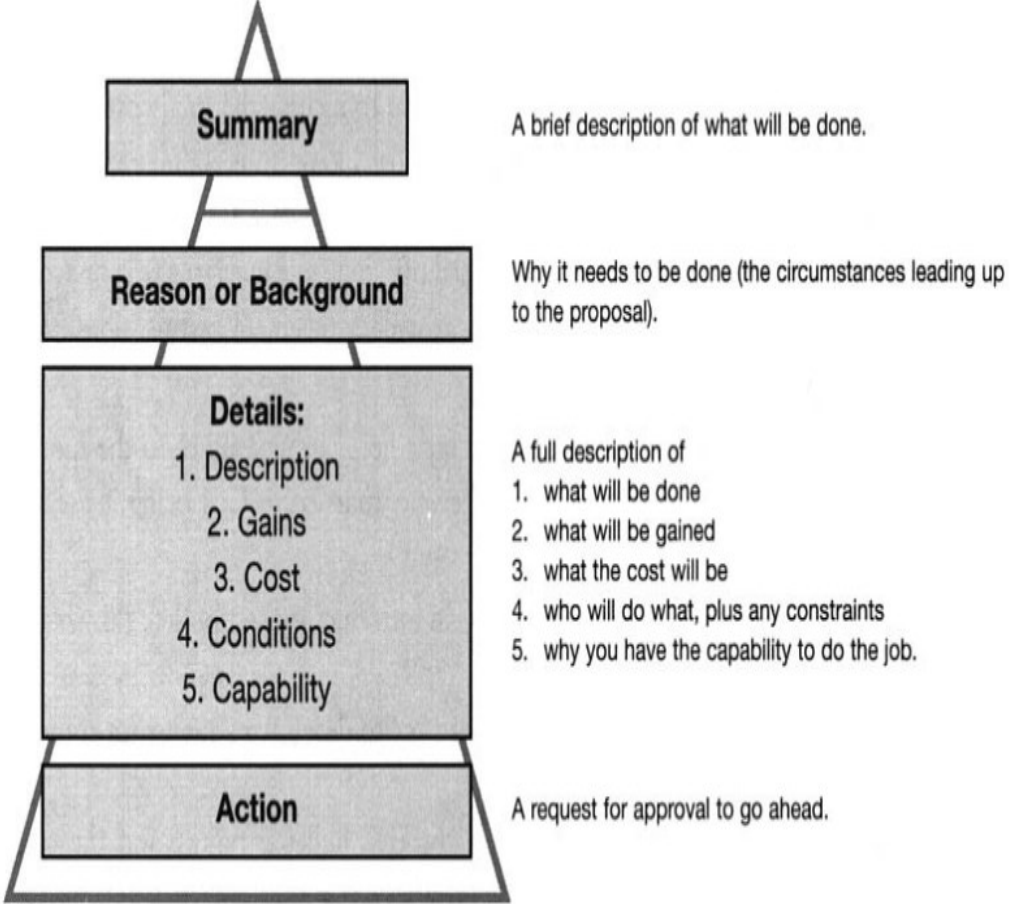 Summary
A brief description of what will be done.
Reason or Background
Why it needs to be done (the circumstances leading up
to the proposal).
Details:
1. Description
2. Gains
3. Cost
4. Conditions
5. Capability
A full description of
1. what will be done
2. what will be gained
3. what the cost will be
4. who will do what, plus any constraints
5. why you have the capability to do the job.
Action
A request for approval to go ahead.